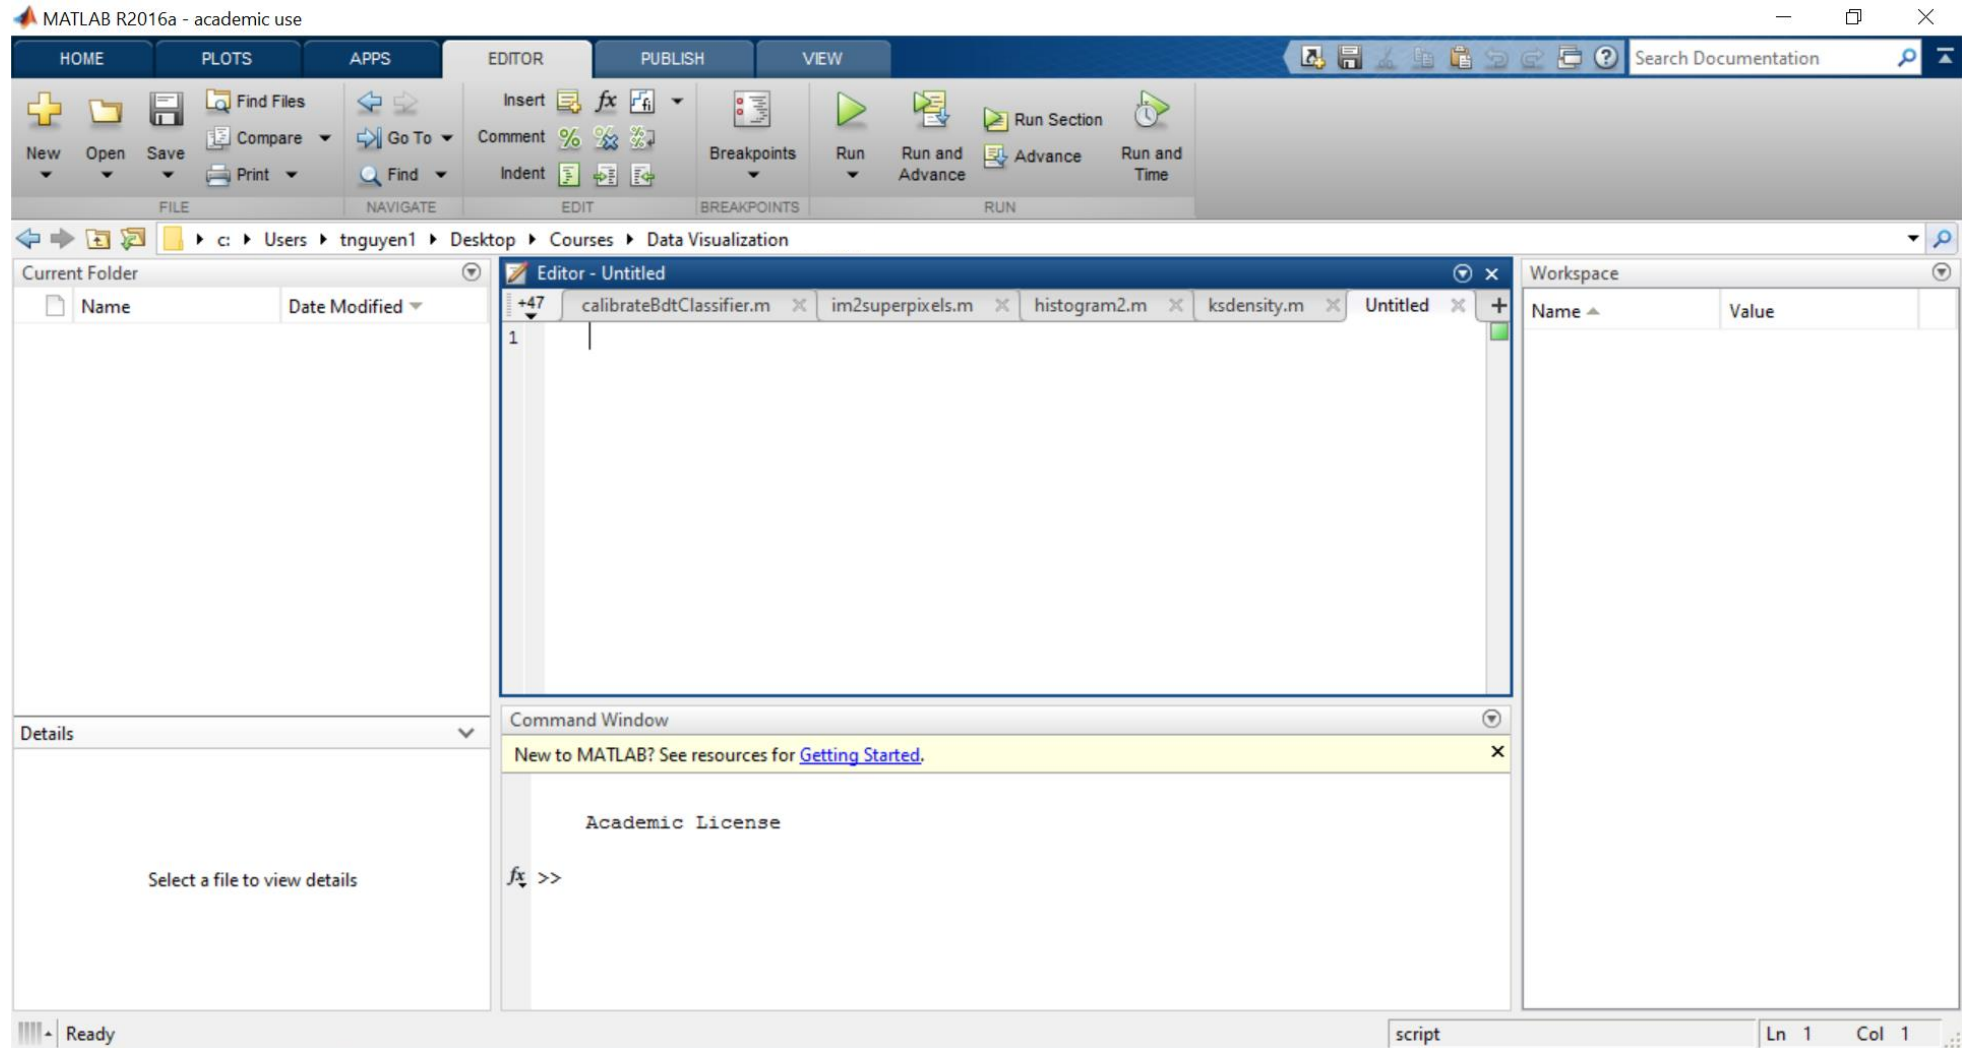 MATLAB R2016a - academic use
HOME PLOTS APPS EDITOR PUBLISH VIEW
Search Documentation
New
Open
Save
Find Files
Compare
Print
FILE
Go To
Find
NAVIGATE
Insert fx fi
Comment % %
Indent
EDIT
Breakpoints
BREAKPOINTS
Run
Run and
Advance
Run Section
Advance
Run and
Time
RUN
c: Users tnguyen1 Desktop Courses Data Visualization
Current Folder
Name Date Modified
Details
Select a file to view details
Editor - Untitled
+47 calibrateBdtClassifier.m im2superpixels.m histogram2.m ksdensity.m Untitled +
1
Command Window
New to MATLAB? See resources for Getting Started.
Academic License
fx >>
Workspace
Name Value
Ready
script
Ln 1 Col 1